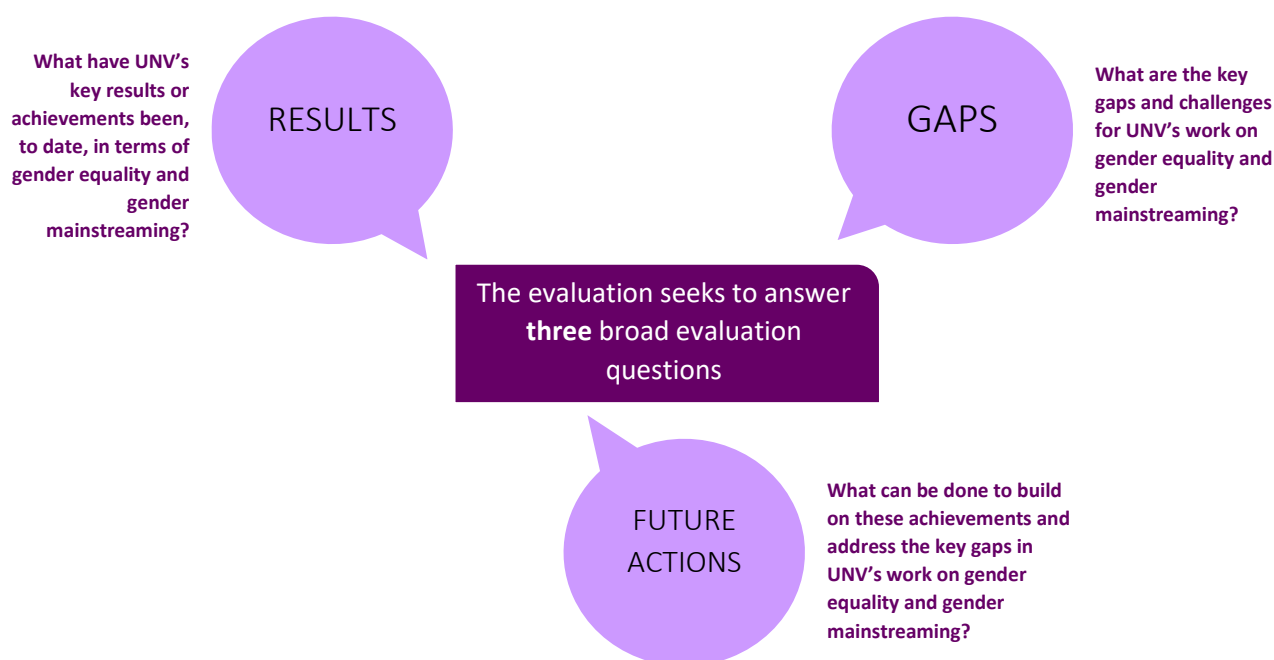 What have UNV’s
key results or
achievements been,
to date, in terms of
gender equality and
gender
mainstreaming?
RESULTS
GAPS
What are the key
gaps and challenges
for UNV’s work on
gender equality and
gender
mainstreaming?
The evaluation seeks to answer
three broad evaluation
questions
FUTURE
ACTIONS
What can be done to build
on these achievements and
address the key gaps in
UNV’s work on gender
equality and gender
mainstreaming?